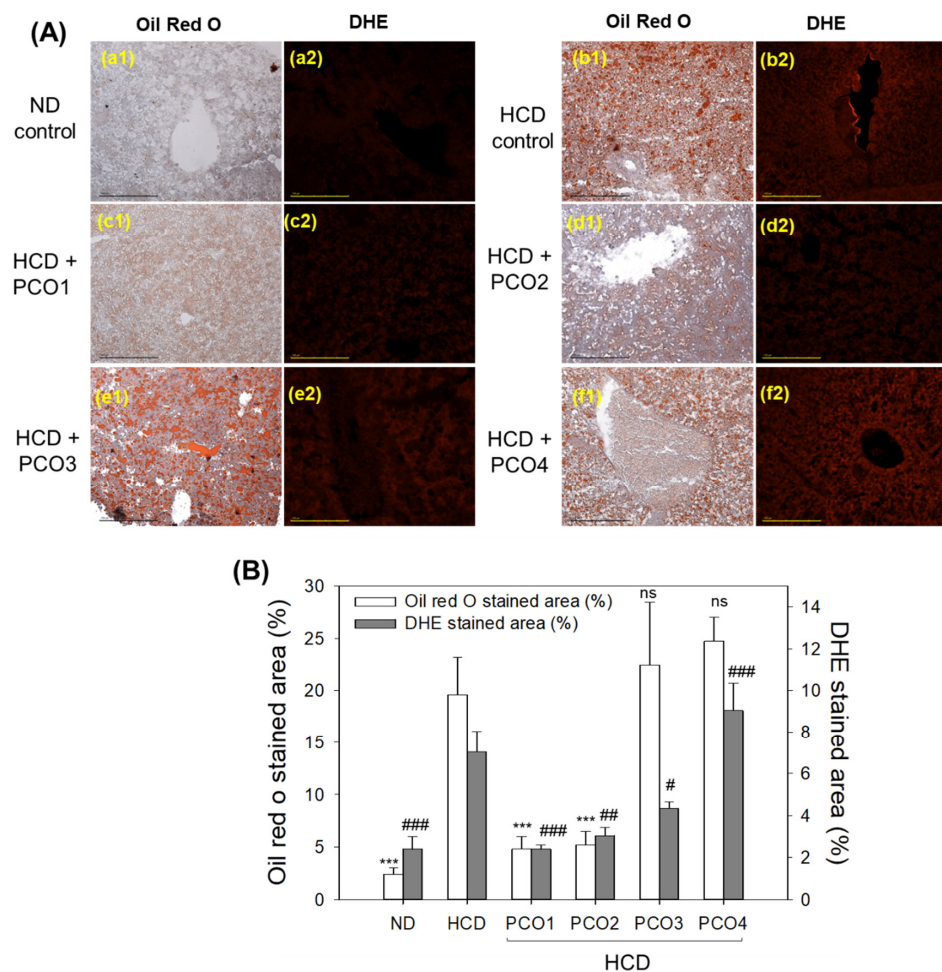 (A)
Oil Red O
DHE
Oil Red O
DHE
ND
control
(a1)
(a2)
HCD
control
(b1)
(b2)
HCD +
PCO1
(c1)
(c2)
HCD +
PCO2
(d1)
(d2)
HCD +
PCO3
(e1)
(e2)
HCD +
PCO4
(f1)
(f2)
(B)
Oil red o stained area (%)
30
25
20
15
10
5
0
Oil red O stained area (%)
DHE stained area (%)
***
###
***
###
***
##
ns
#
ns
###
14
12
10
8
6
4
2
0
DHE stained area (%)
ND
HCD
PCO1
PCO2
PCO3
PCO4
HCD